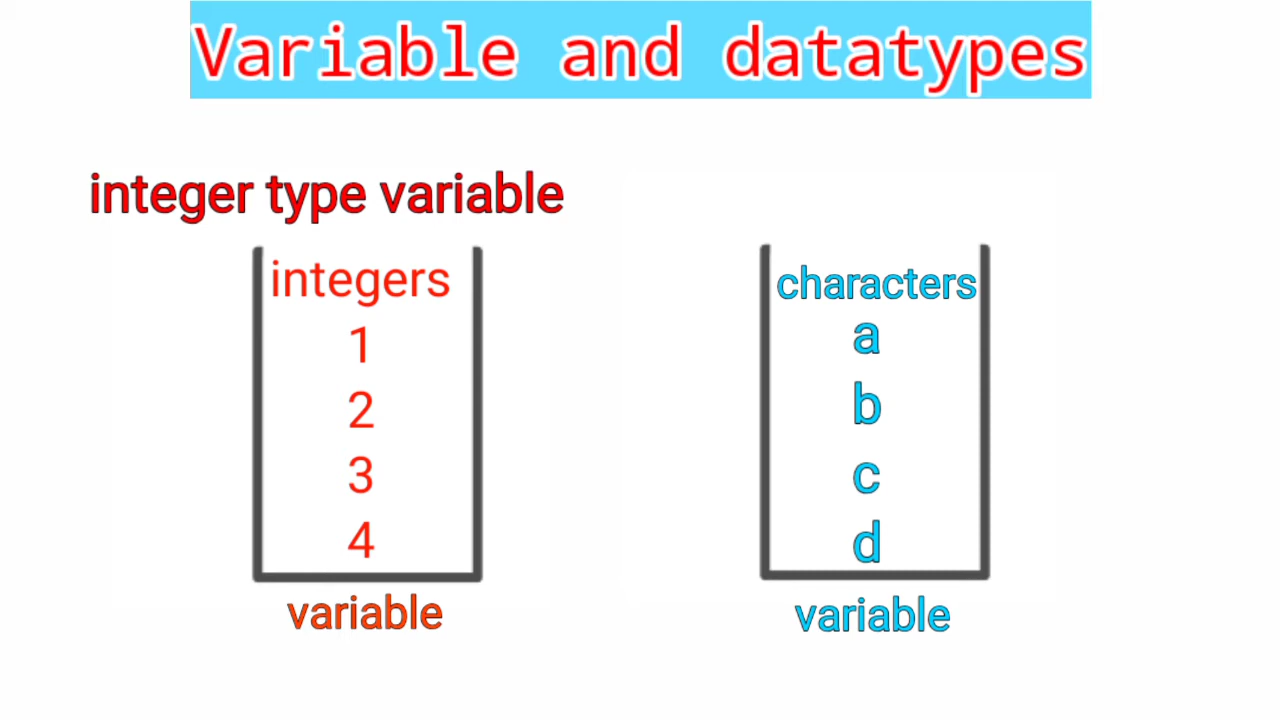 Variable and datatypes
integer type variable
integers
1
2
3
4
variable
characters
a
b
c
d
variable